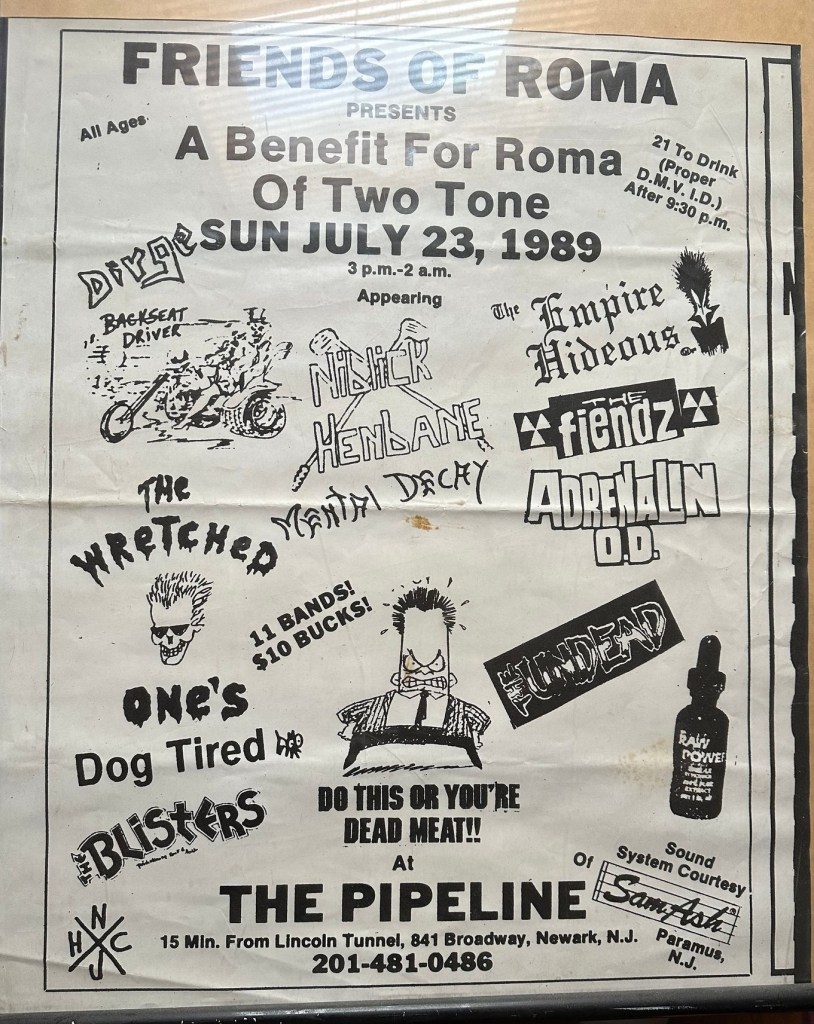 FRIENDS OF ROMA
PRESENTS
All Ages
A Benefit For Roma
Of Two Tone
21 To Drink
(Proper
D.M.V. I.D.)
After 9:30 p.m.
SUN JULY 23, 1989
3 p.m.-2 a.m.
Appearing
Dirge
BACKSEAT
DRIVER
NIBlICK
HENbANE
The Empire
Hideous
THE
fiendz
ADRENALIN
O.D.
MENTAl DECAY
THE
WRETCHED
11 BANDS!
$10 BUCKS!
THE UNDEAD
ONE'S
Dog Tired
RAW
POWER
EXTRACT
THE BLiStERS
DO THIS OR YOU'RE
DEAD MEAT!!
At
THE PIPELINE
15 Min. From Lincoln Tunnel, 841 Broadway, Newark, N.J.
201-481-0486
Sound
System Courtesy
Of
Sam Ash
Paramus,
N.J.
N
H C
J
N